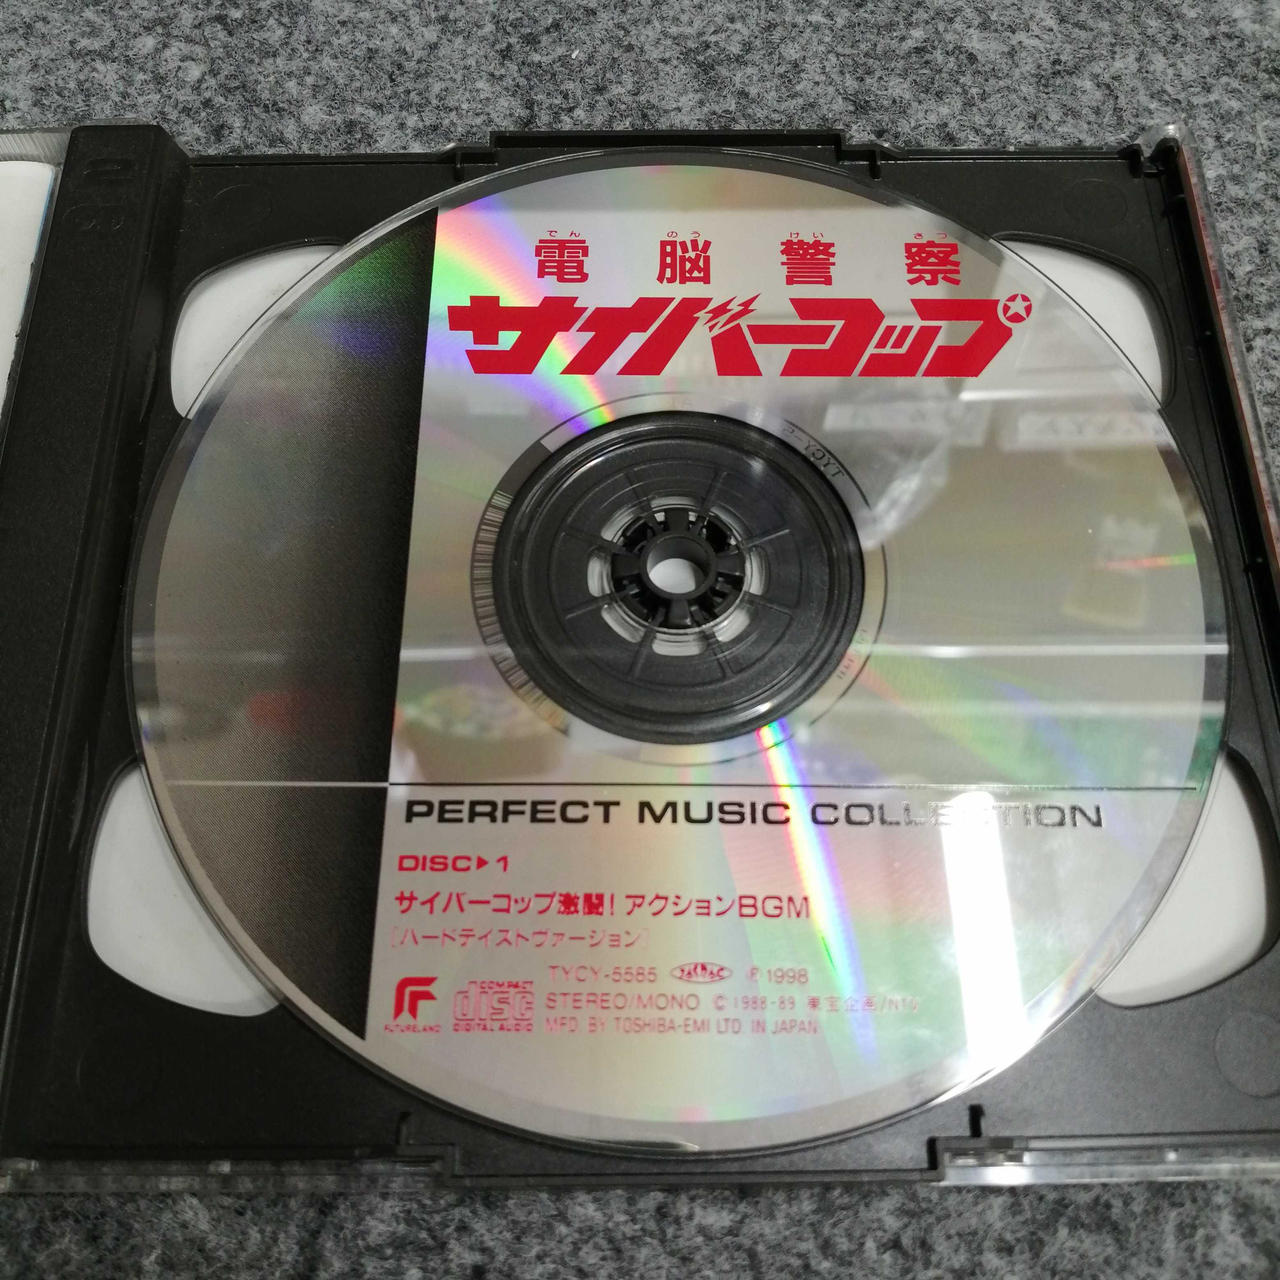 でん のう けい さつ
電脳警察
サイバーコップ
TYCY-5
PERFECT MUSIC COLLECTION
DISC▶1
サイバーコップ激闘！アクションBGM
［ハードテイストヴァージョン］
TYCY-5585 ℗1998
STEREO/MONO ©1988-89 東宝企画/NTV
MFD. BY TOSHIBA-EMI LTD. IN JAPAN
FUTURELAND
COMPACT
disc
DIGITAL AUDIO